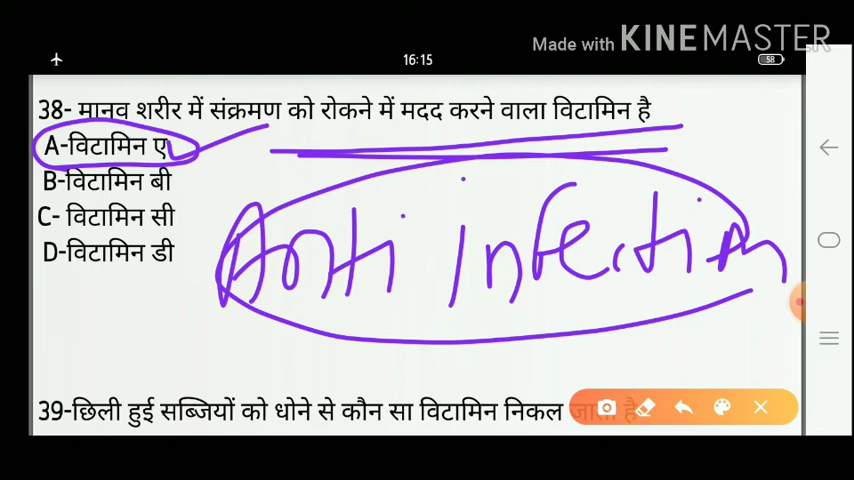 Made with KINEMASTER
16:15
58
38- मानव शरीर में संक्रमण को रोकने में मदद करने वाला विटामिन है
A-विटामिन ए
B-विटामिन बी
C- विटामिन सी
D-विटामिन डी
Anti infection
39-छिली हुई सब्जियों को धोने से कौन सा विटामिन निकल जाता है